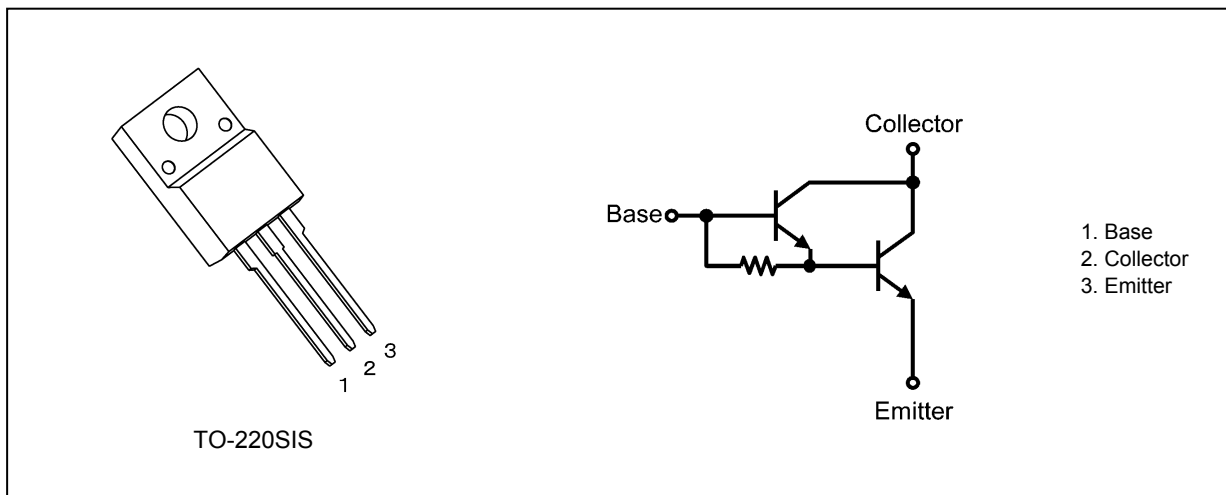 1
2
3
TO-220SIS
Collector
Base
Emitter
1. Base
2. Collector
3. Emitter